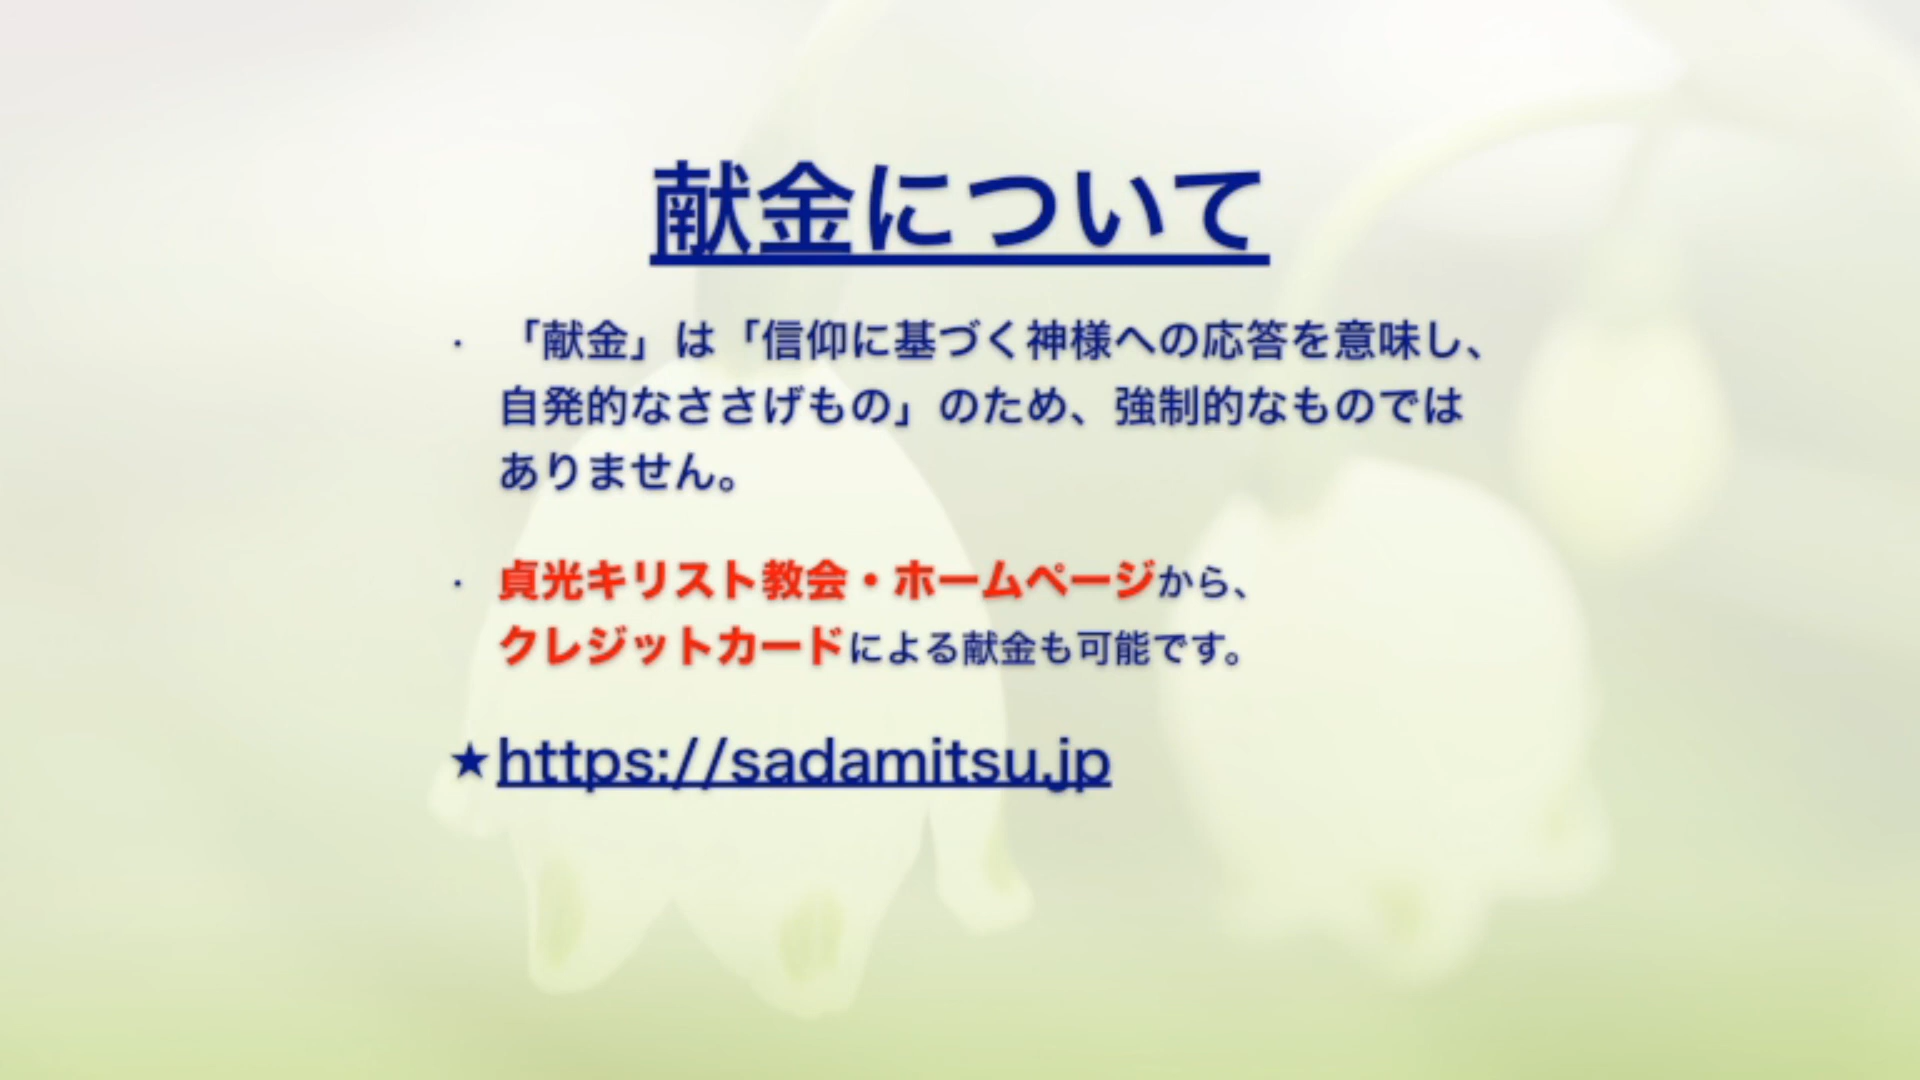 献金について
・ 「献金」は「信仰に基づく神様への応答を意味し、
自発的なささげもの」のため、強制的なものでは
ありません。
・ 貞光キリスト教会・ホームページから、
クレジットカードによる献金も可能です。
★https://sadamitsu.jp